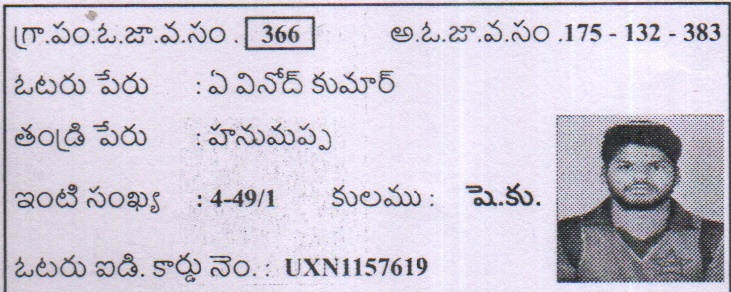 గ్రా.పం.ఓ.జా.వ.సం . 366 అ.ఓ.జా.వ.సం .175 - 132 - 383
ఓటరు పేరు : ఏ వినోద్ కుమార్
తండ్రి పేరు : హనుమప్ప
ఇంటి సంఖ్య : 4-49/1 కులము : షె.కు.
ఓటరు ఐడి. కార్డు నెం. : UXN1157619